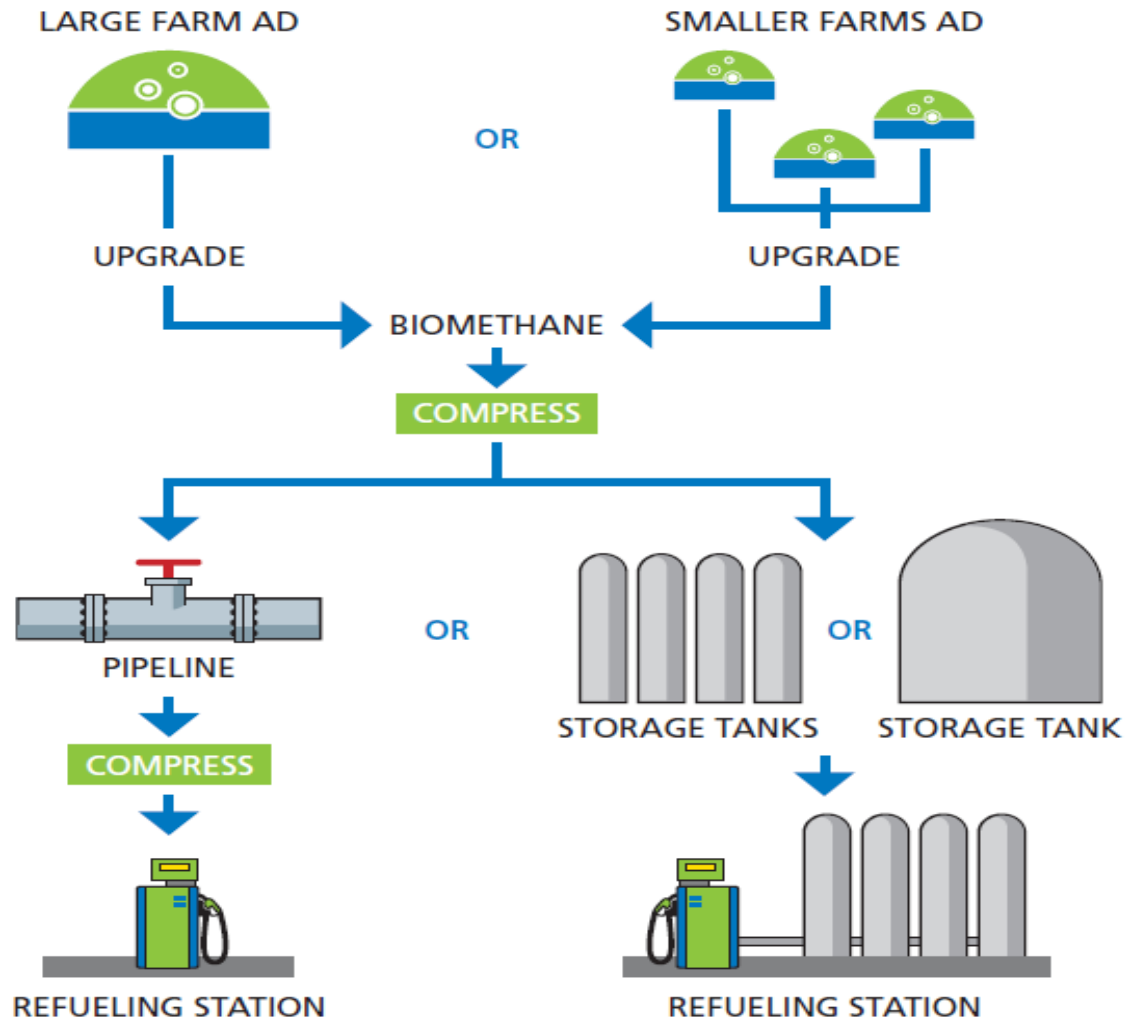 LARGE FARM AD
SMALLER FARMS AD
OR
UPGRADE
UPGRADE
BIOMETHANE
COMPRESS
OR
OR
PIPELINE
STORAGE TANKS
STORAGE TANK
COMPRESS
REFUELING STATION
REFUELING STATION